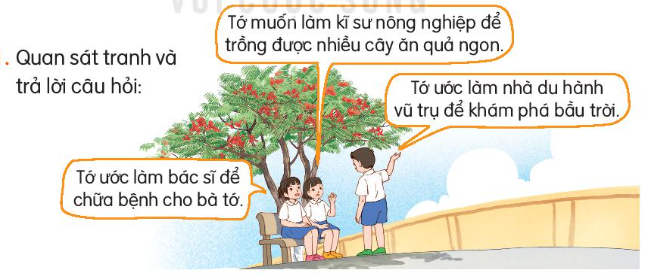 . Quan sát tranh và
trả lời câu hỏi:
Tớ muốn làm kĩ sư nông nghiệp để
trồng được nhiều cây ăn quả ngon.
Tớ ước làm nhà du hành
vũ trụ để khám phá bầu trời.
Tớ ước làm bác sĩ để
chữa bệnh cho bà tớ.